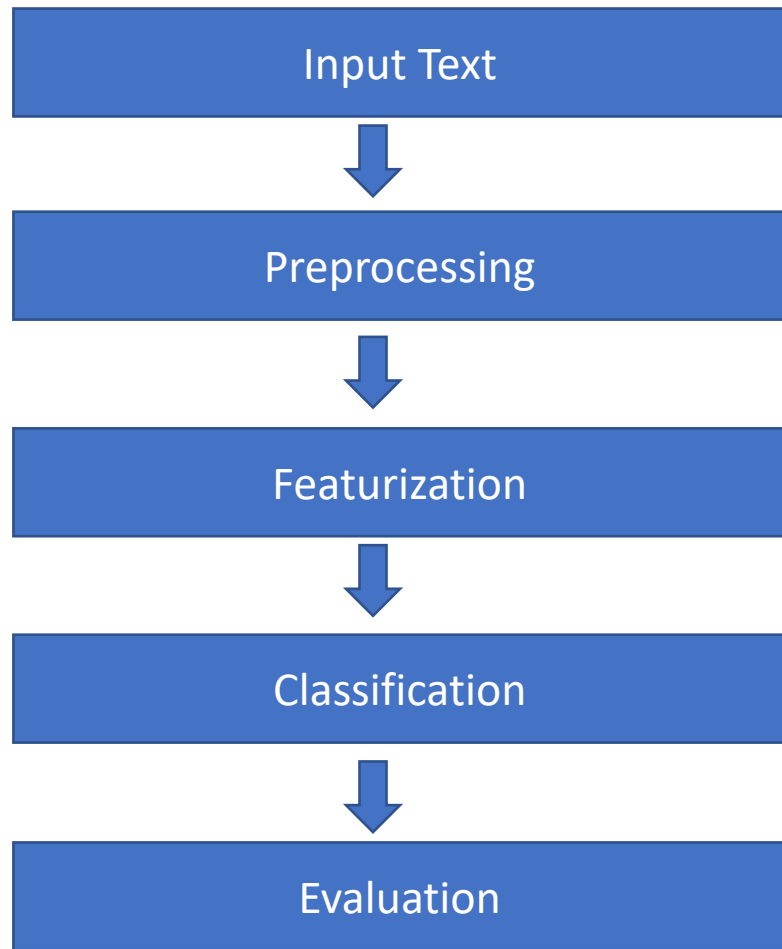 Input Text
Preprocessing
Featurization
Classification
Evaluation